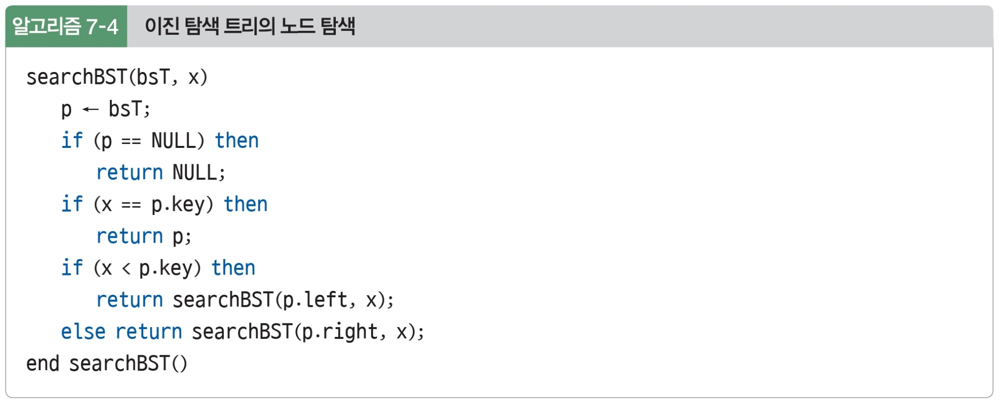 알고리즘 7-4 이진 탐색 트리의 노드 탐색
searchBST(bsT, x)
p ← bsT;
if (p == NULL) then
return NULL;
if (x == p.key) then
return p;
if (x < p.key) then
return searchBST(p.left, x);
else return searchBST(p.right, x);
end searchBST()